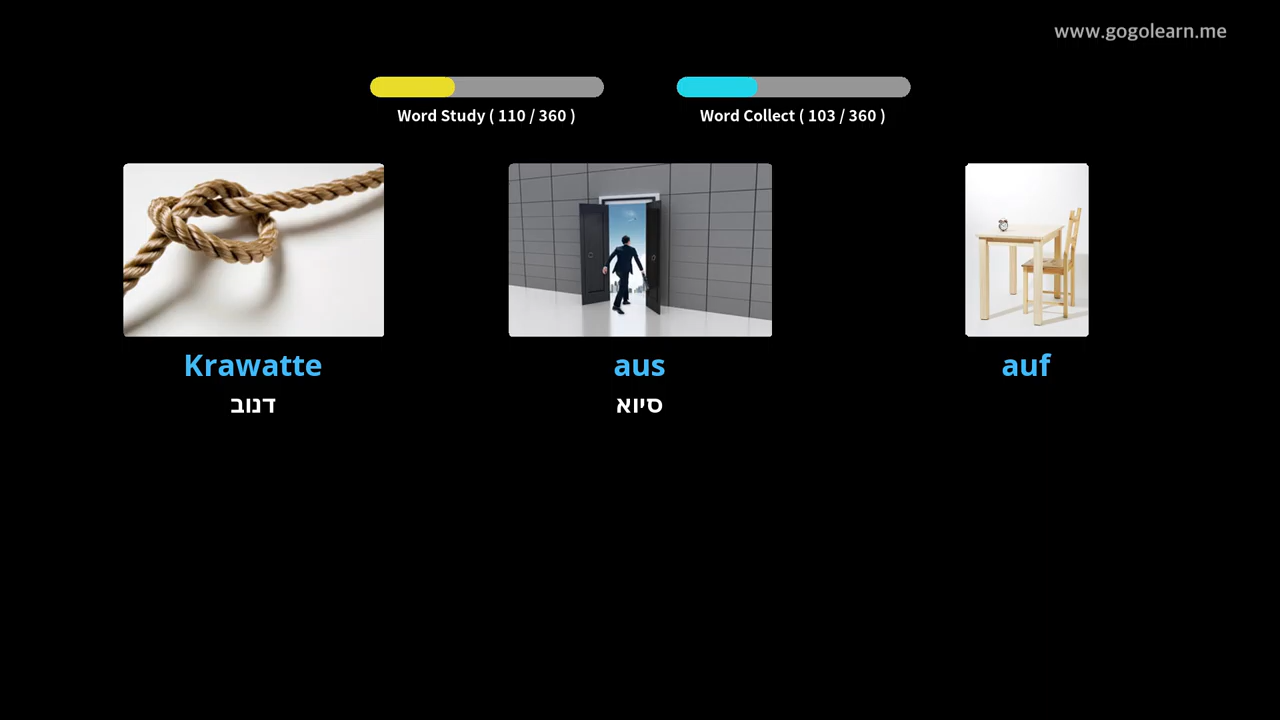 www.gogolearn.me
Word Study ( 110 / 360 )
Word Collect ( 103 / 360 )
Krawatte
דנוב
aus
סיוא
auf